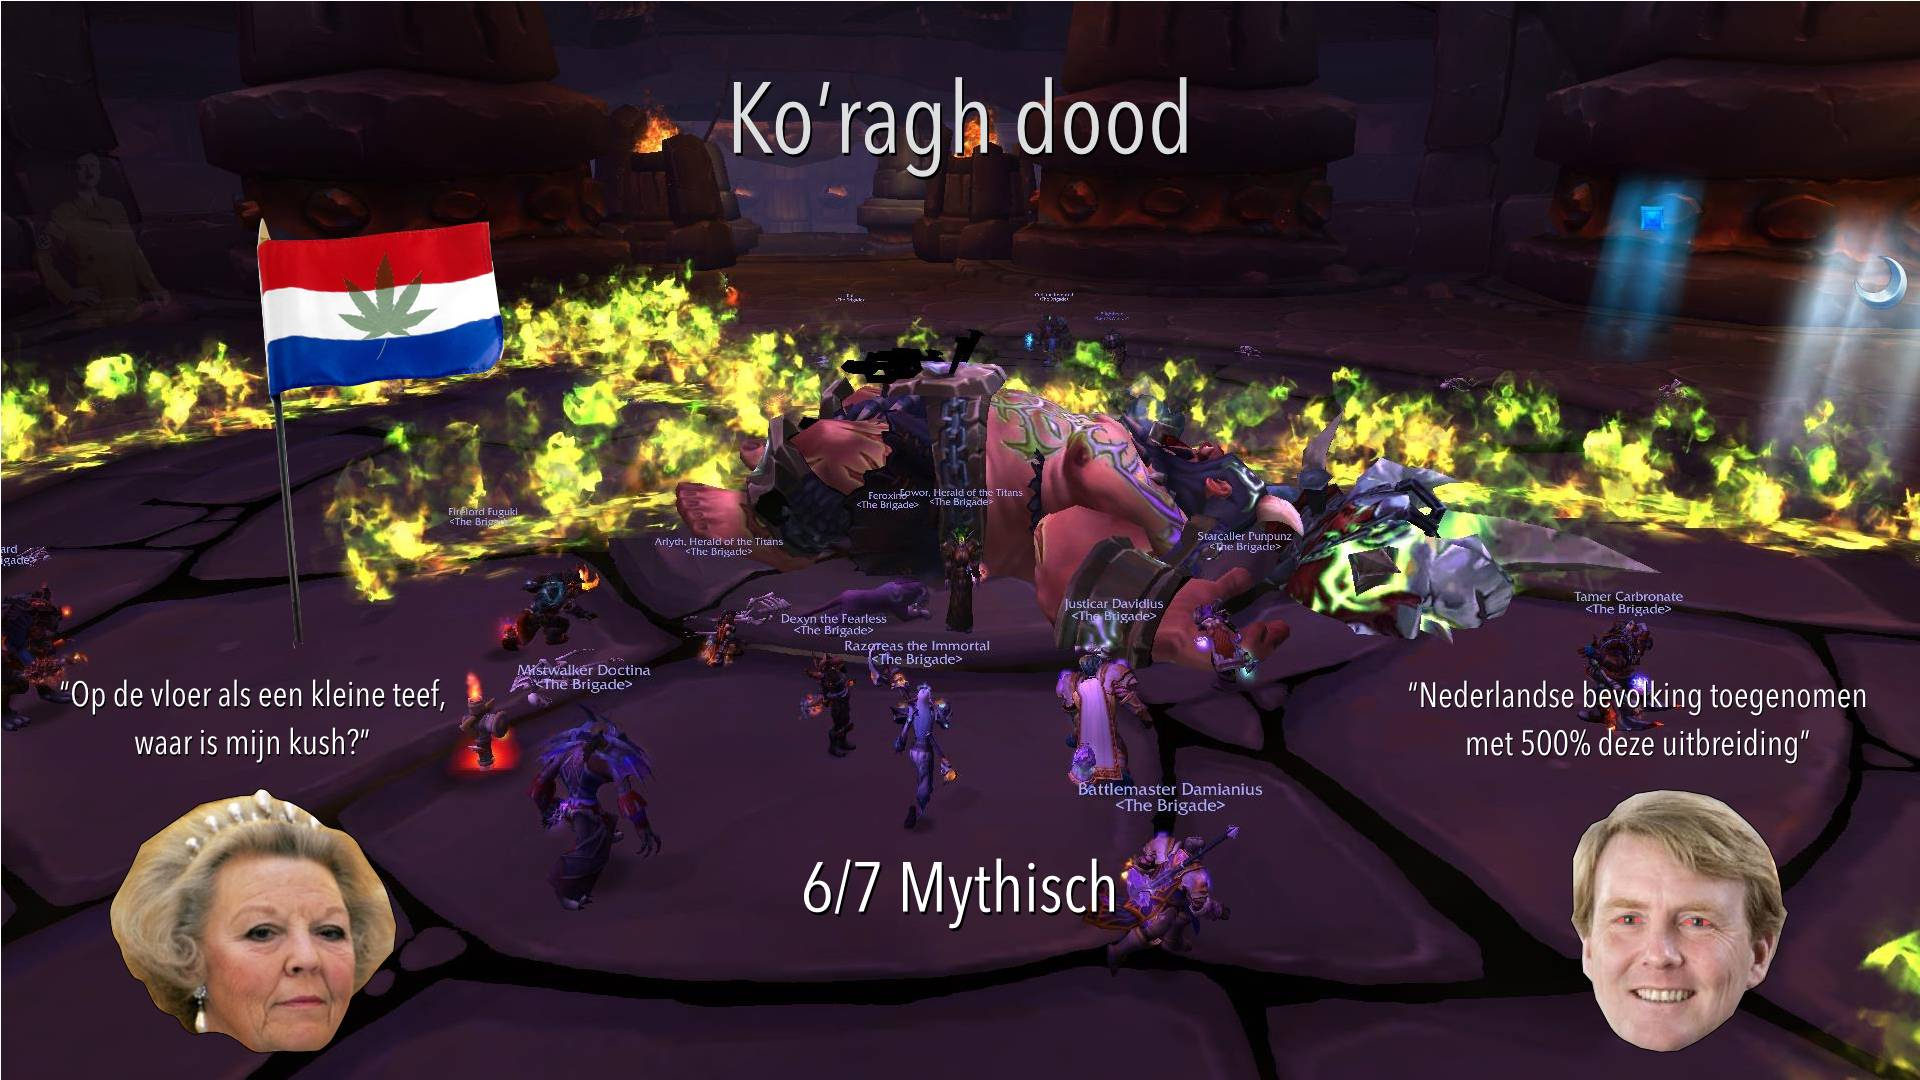 Ko'ragh dood
Feroxine
<The Brigade>
Eowor, Herald of the Titans
<The Brigade>
Firelord Fuguki
<The Brigade>
Arlyth, Herald of the Titans
<The Brigade>
Starcaller Punpunz
<The Brigade>
Tamer Carbronate
<The Brigade>
Justicar Davidius
<The Brigade>
Dexyn the Fearless
<The Brigade>
Razoreas the Immortal
<The Brigade>
Mistwalker Doctina
<The Brigade>
"Op de vloer als een kleine teef,
waar is mijn kush?"
"Nederlandse bevolking toegenomen
met 500% deze uitbreiding"
Battlemaster Damianius
<The Brigade>
6/7 Mythisch